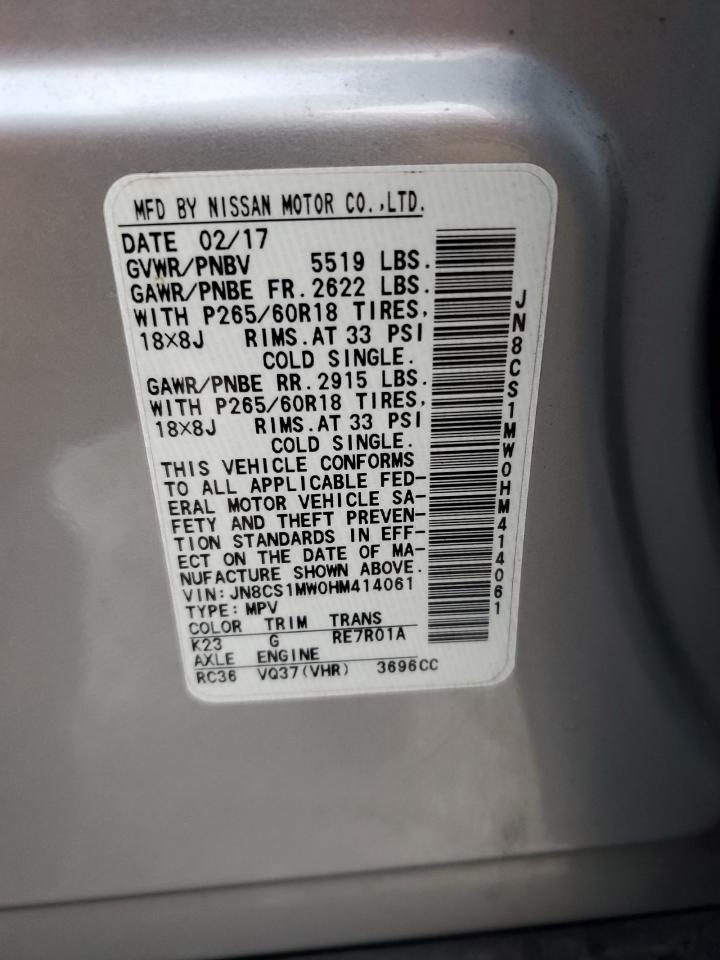 MFD BY NISSAN MOTOR CO.,LTD.
DATE 02/17
GVWR/PNBV 5519 LBS.
GAWR/PNBE FR. 2622 LBS.
WITH P265/60R18 TIRES,
18×8J RIMS. AT 33 PSI
COLD SINGLE.
GAWR/PNBE RR. 2915 LBS.
WITH P265/60R18 TIRES,
18×8J RIMS. AT 33 PSI
COLD SINGLE.
THIS VEHICLE CONFORMS
TO ALL APPLICABLE FED-
ERAL MOTOR VEHICLE SA-
FETY AND THEFT PREVEN-
TION STANDARDS IN EFF-
ECT ON THE DATE OF MA-
NUFACTURE SHOWN ABOVE.
VIN: JN8CS1MW0HM414061
TYPE: MPV
COLOR TRIM TRANS
K23 G RE7R01A
AXLE ENGINE
RC36 VQ37(VHR) 3696CC
JN8CS1MW0HM414061